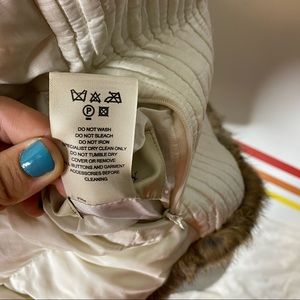 P
DO NOT WASH
DO NOT BLEACH
DO NOT IRON
SPECIALIST DRY CLEAN ONLY
DO NOT TUMBLE DRY
COVER OR REMOVE
BUTTONS AND GARMENT
ACCESSORIES BEFORE
CLEANING